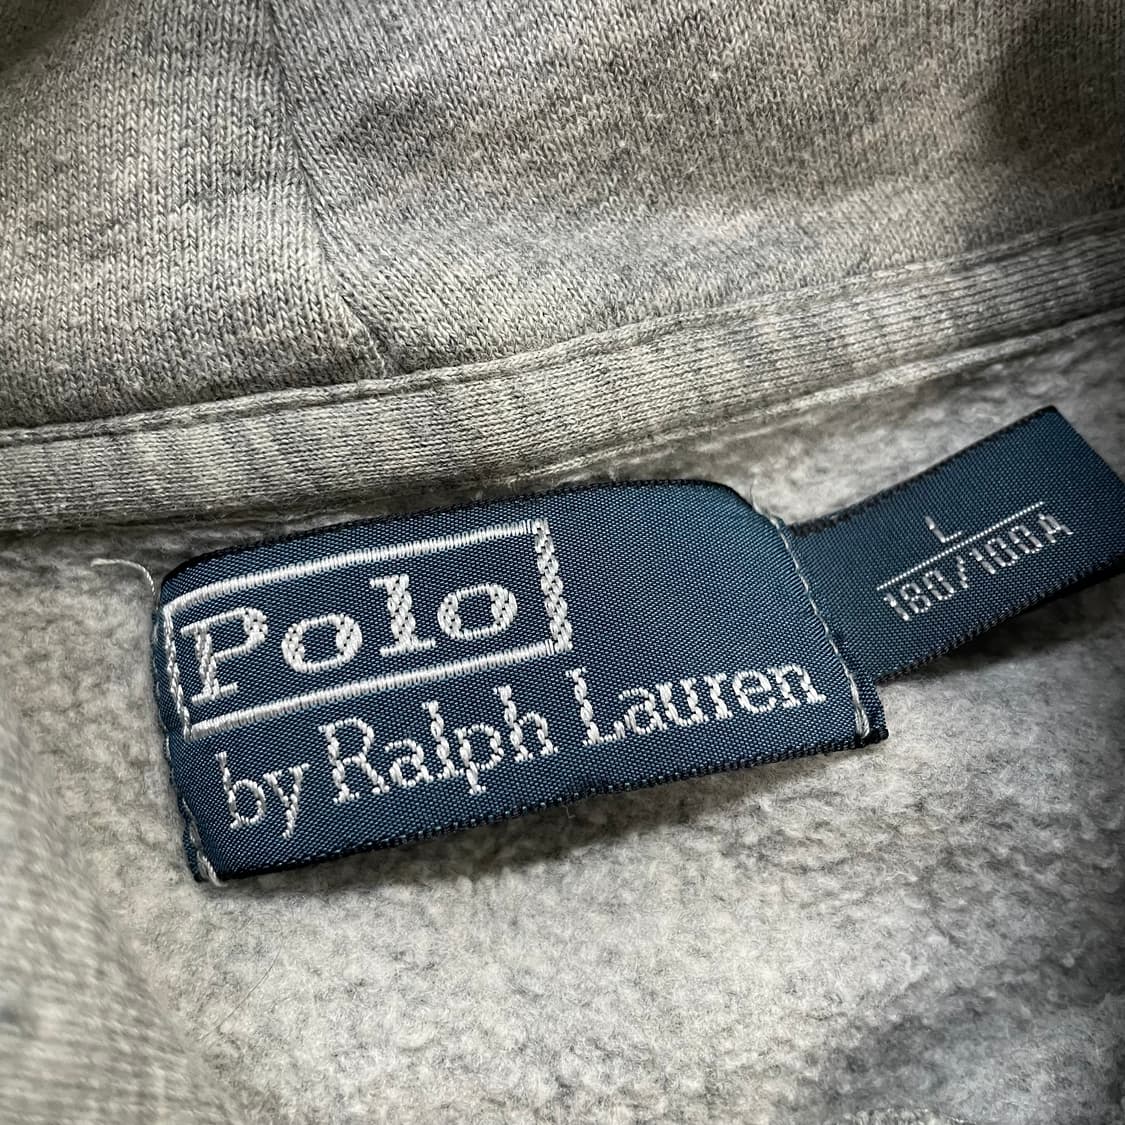 Polo
by Ralph Lauren
L
180/100A